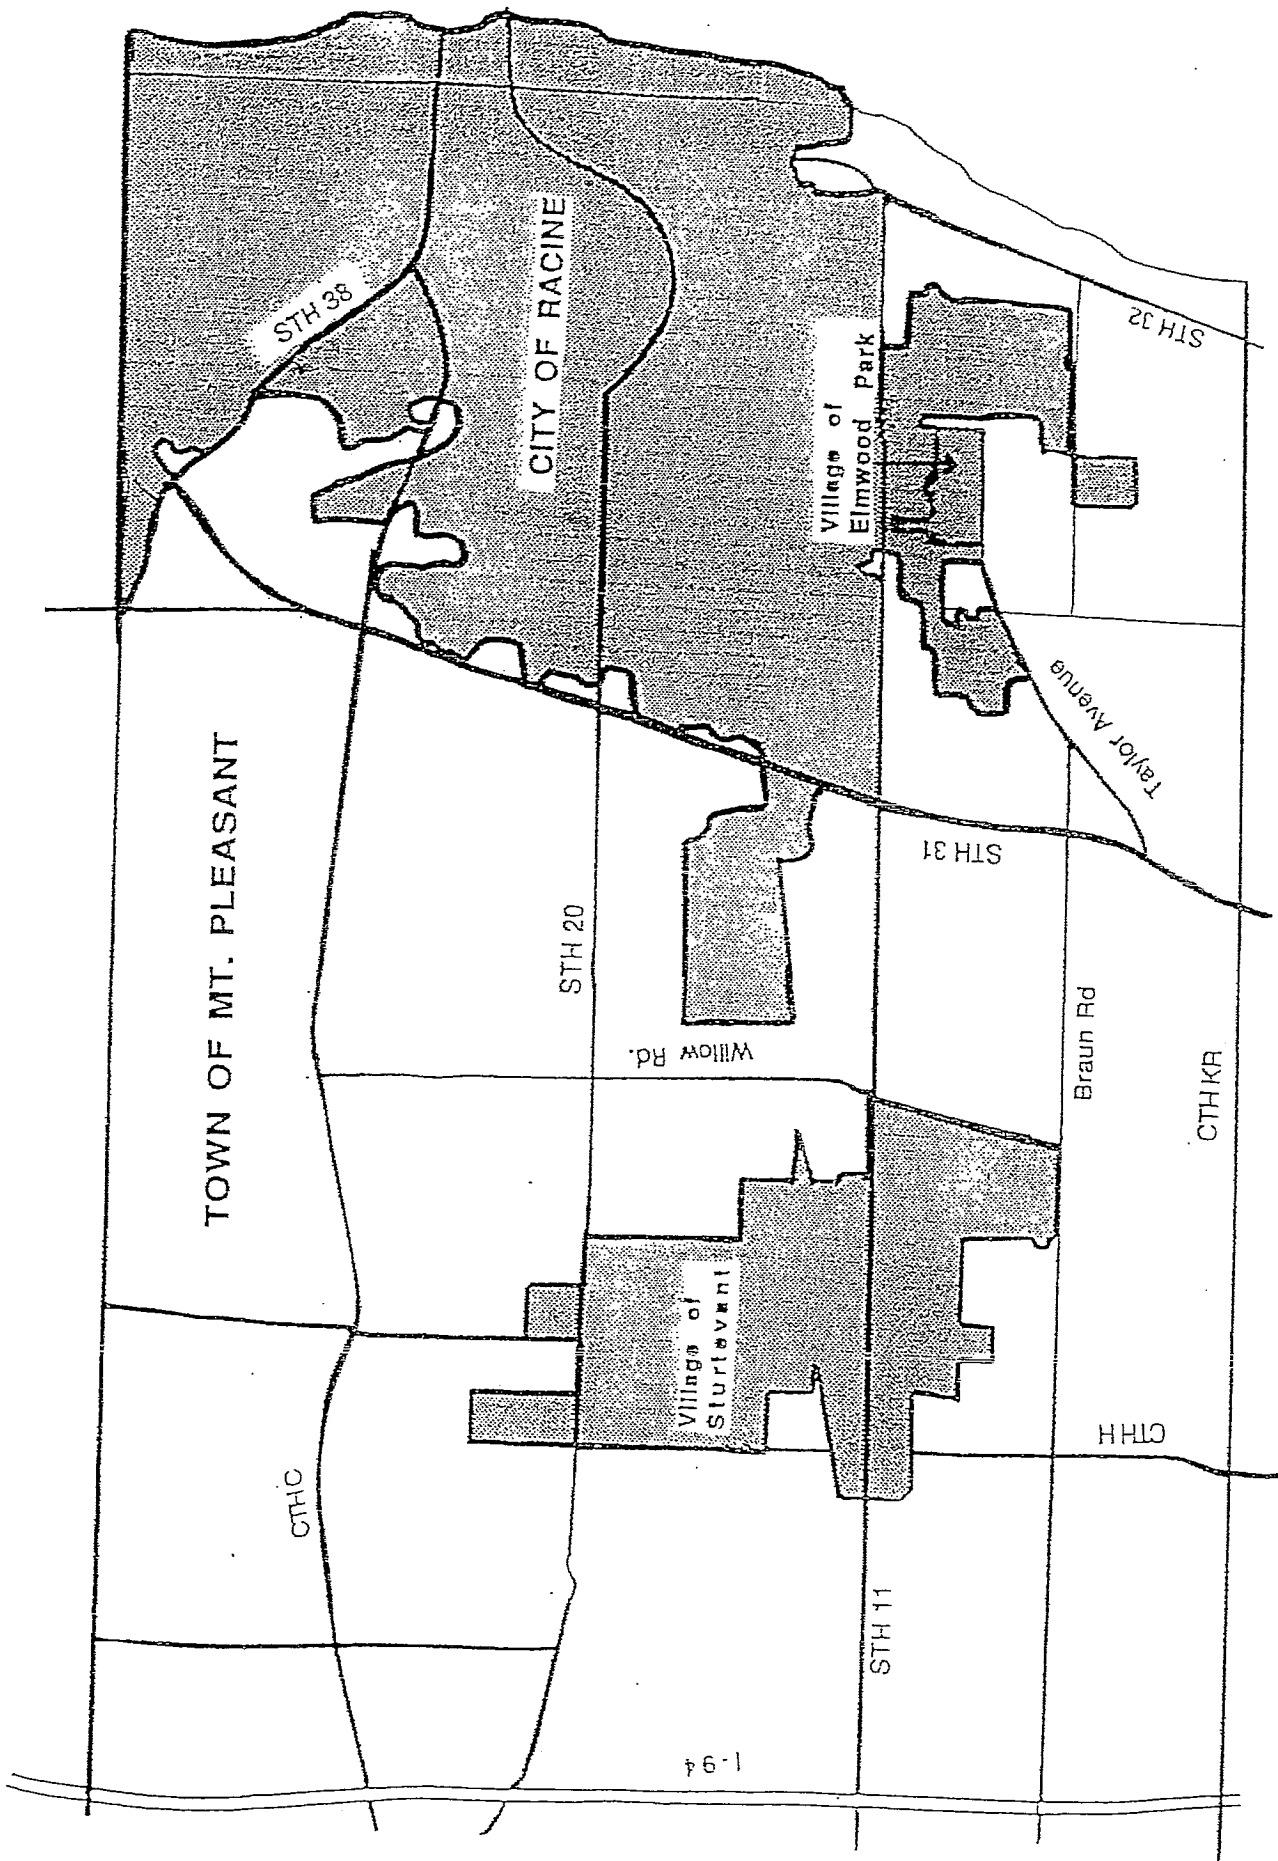 TOWN OF MT. PLEASANT
CITY OF RACINE
STH 38
Village of
Elmwood Park
Village of
Sturtevant
STH 20
STH 32
STH 31
STH 11
Taylor Avenue
Willow Rd.
Braun Rd
CTH KR
CTH H
CTH C
I-94